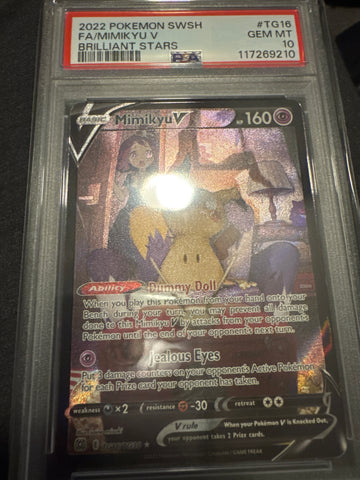 2022 POKEMON SWSH #TG16
FA/MIMIKYU V GEM MT
BRILLIANT STARS 10
PSA 117269210
BASIC Mimikyu V HP 160
Ability Dummy Doll
When you play this Pokémon from your hand onto your
Bench during your turn, you may prevent all damage
done to this Mimikyu V by attacks from your opponent's
Pokémon until the end of your opponent's next turn.
Jealous Eyes
Put 3 damage counters on your opponent's Active Pokémon
for each Prize card your opponent has taken.
weakness ×2 resistance -30 retreat
V rule When your Pokémon V is Knocked Out,
your opponent takes 2 Prize cards.